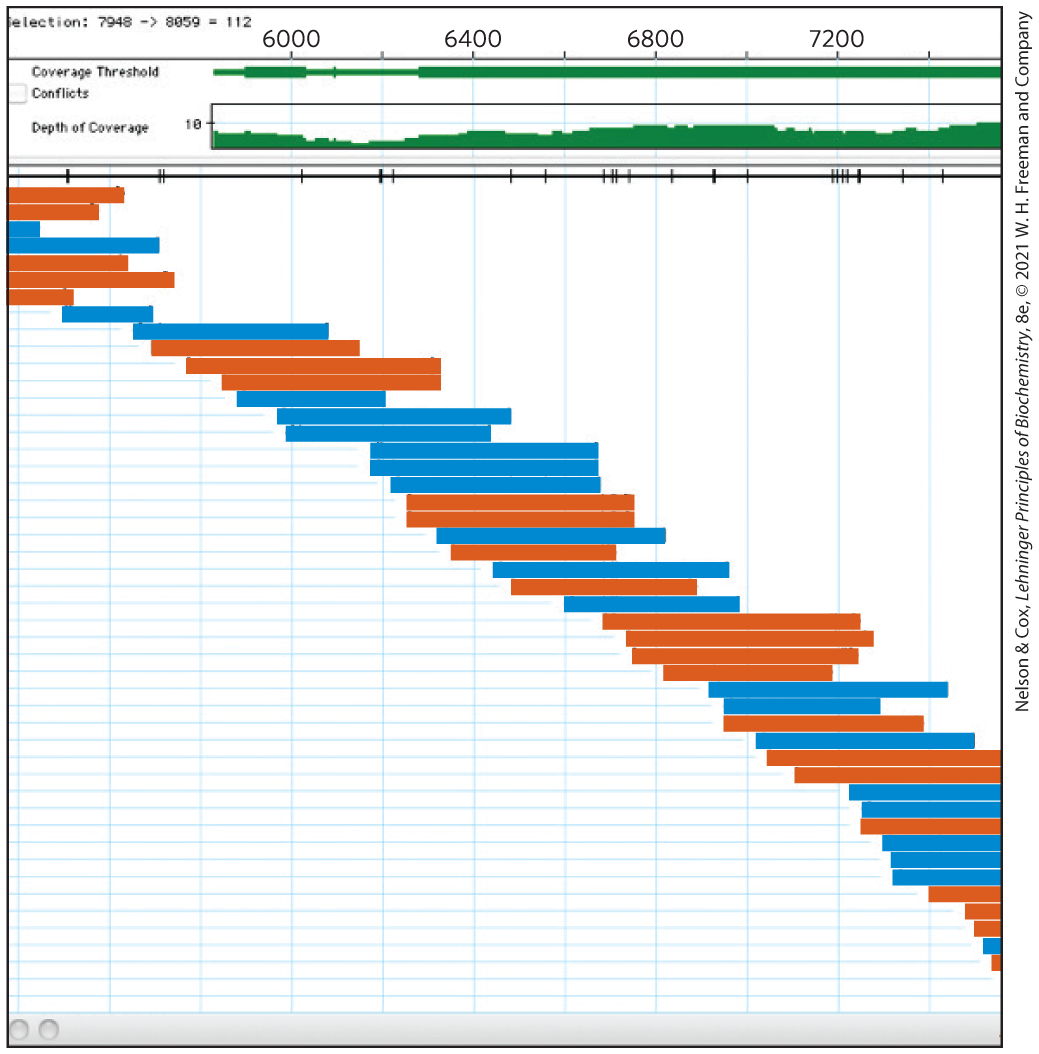 Selection: 7948 -> 8059 = 112
6000 6400 6800 7200
Coverage Threshold
Conflicts
Depth of Coverage 10
Nelson & Cox, Lehninger Principles of Biochemistry, 8e, © 2021 W. H. Freeman and Company